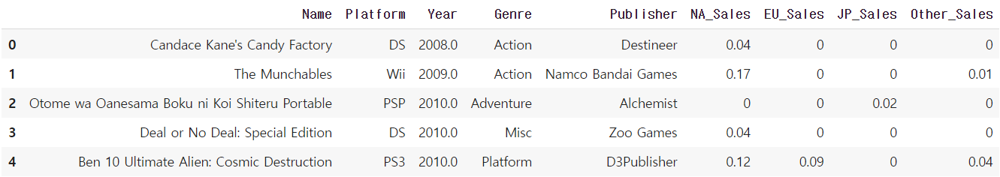 Name Platform Year Genre Publisher NA_Sales EU_Sales JP_Sales Other_Sales
0 Candace Kane's Candy Factory DS 2008.0 Action Destineer 0.04 0 0 0
1 The Munchables Wii 2009.0 Action Namco Bandai Games 0.17 0 0 0.01
2 Otome wa Oanesama Boku ni Koi Shiteru Portable PSP 2010.0 Adventure Alchemist 0 0 0.02 0
3 Deal or No Deal: Special Edition DS 2010.0 Misc Zoo Games 0.04 0 0 0
4 Ben 10 Ultimate Alien: Cosmic Destruction PS3 2010.0 Platform D3Publisher 0.12 0.09 0 0.04